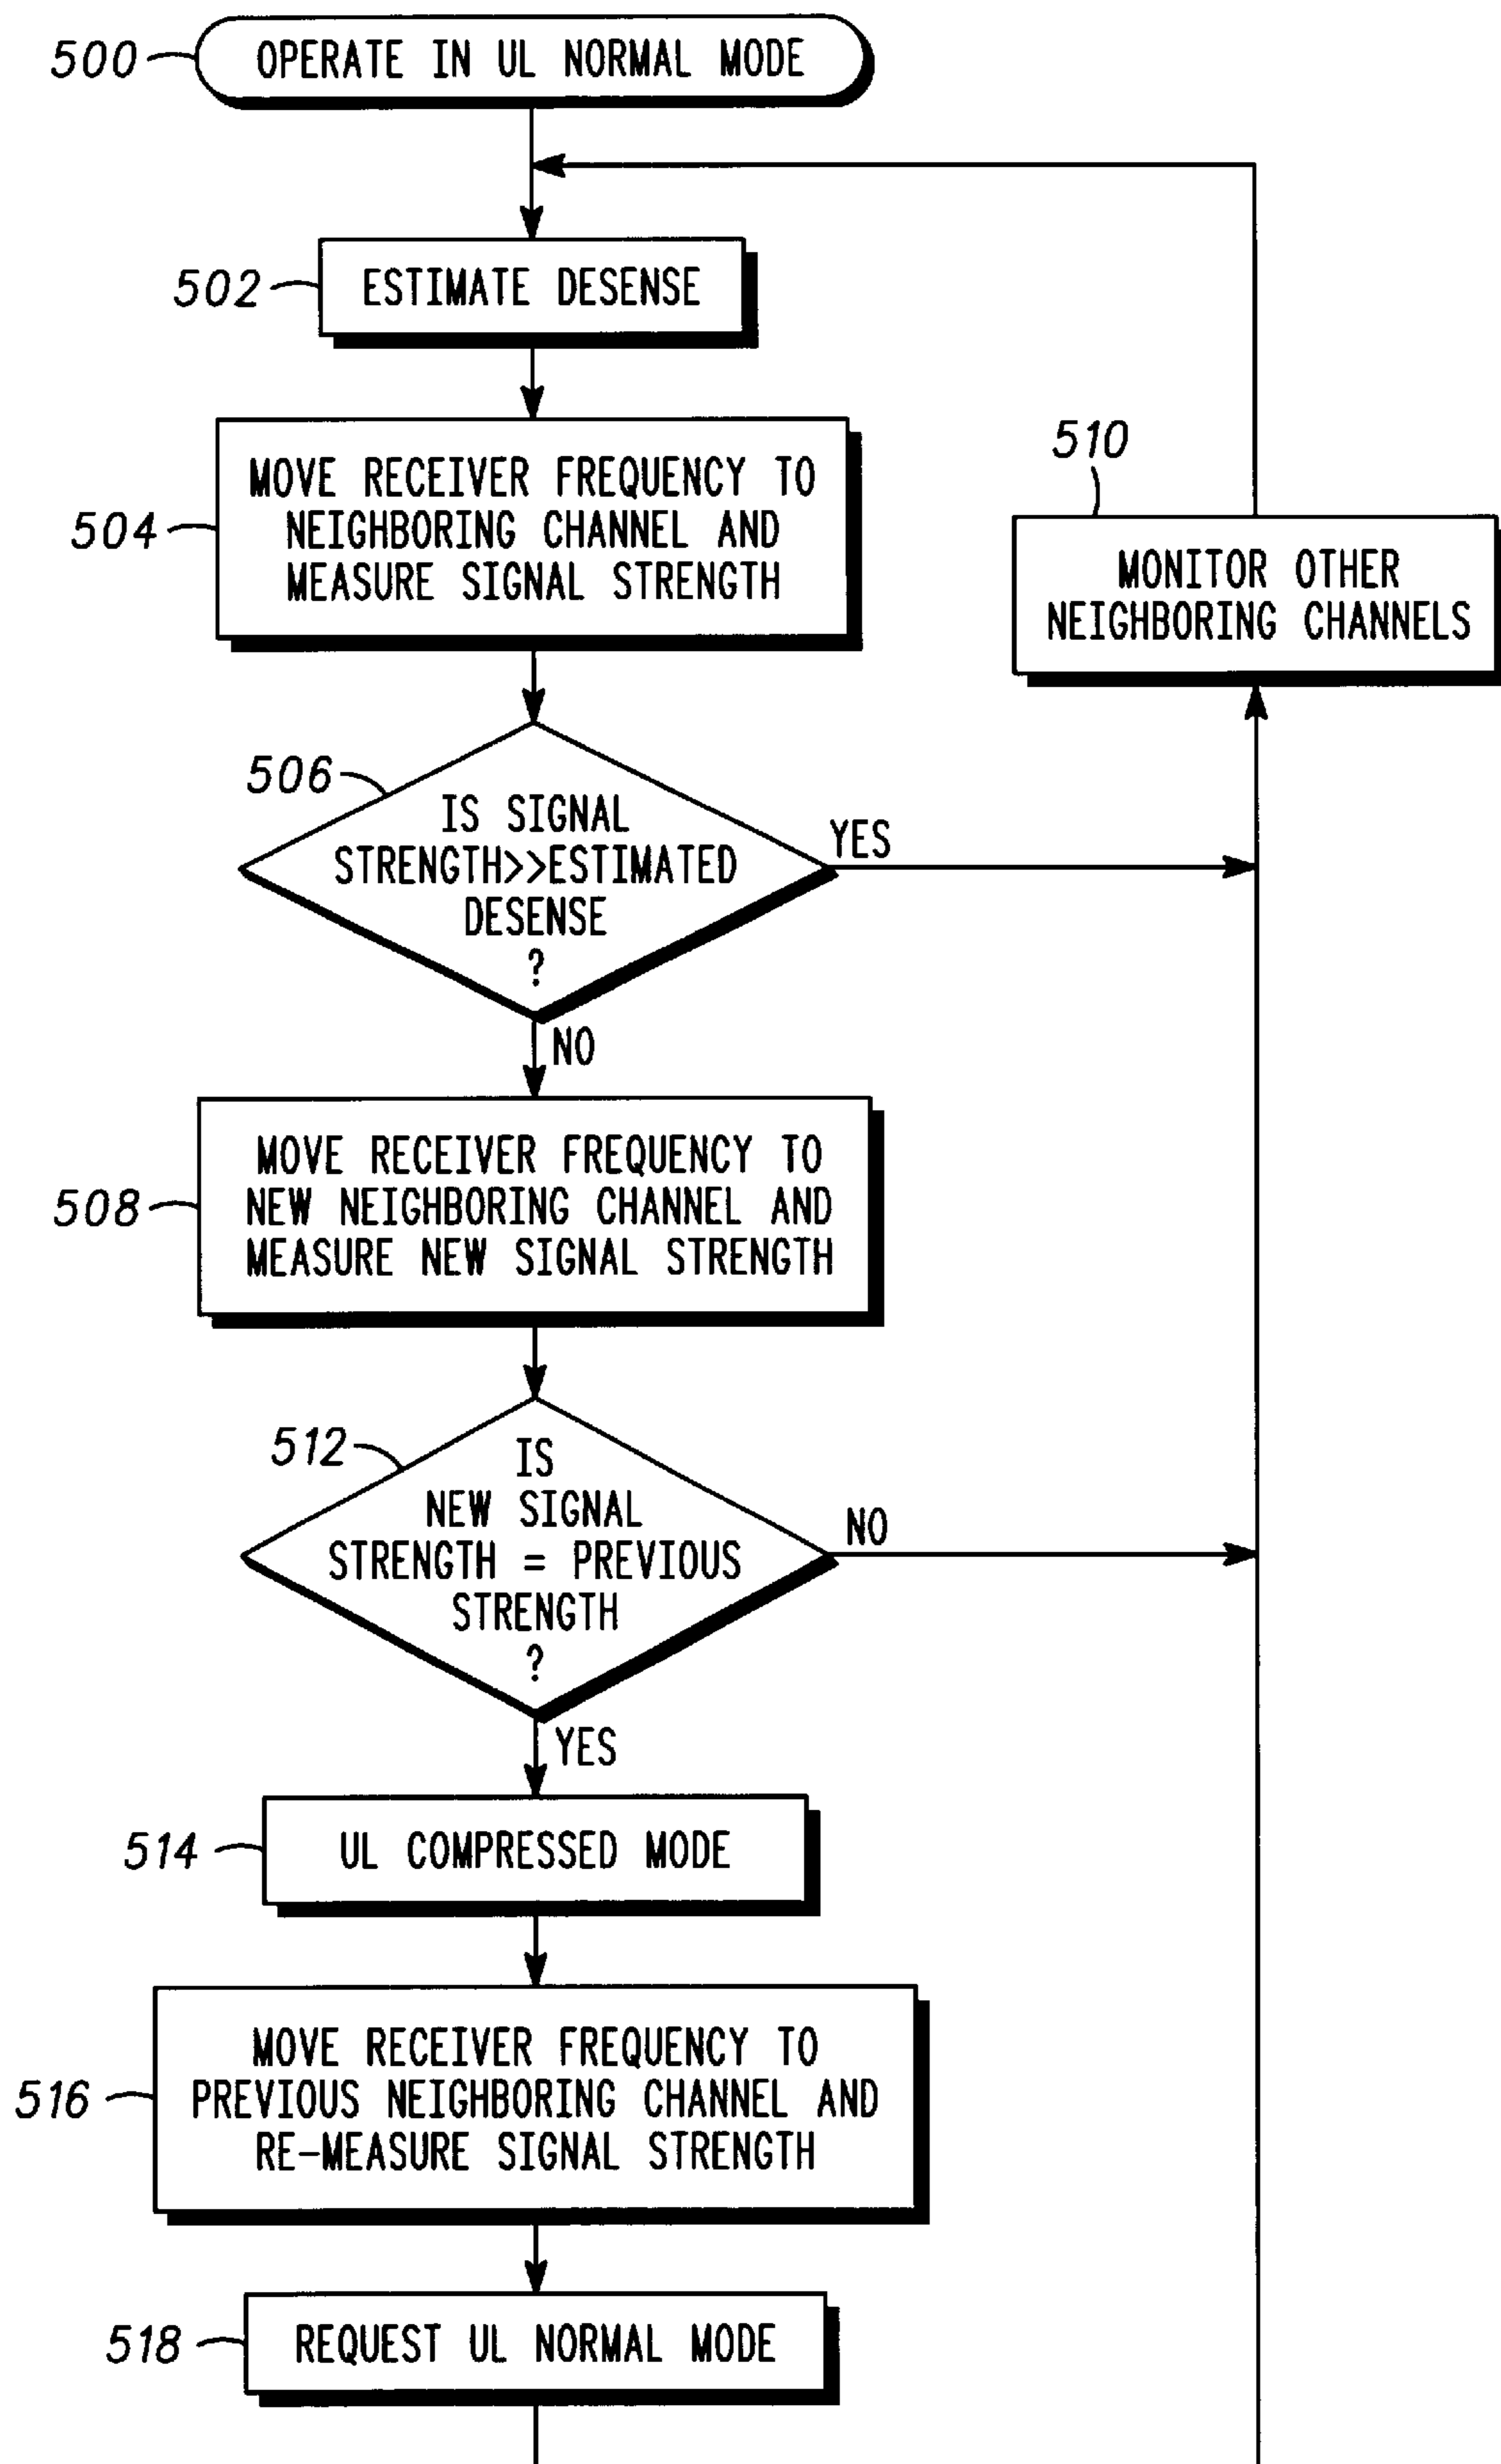 500
OPERATE IN UL NORMAL MODE
502
ESTIMATE DESENSE
504
MOVE RECEIVER FREQUENCY TO
NEIGHBORING CHANNEL AND
MEASURE SIGNAL STRENGTH
510
MONITOR OTHER
NEIGHBORING CHANNELS
506
IS SIGNAL
STRENGTH>>ESTIMATED
DESENSE
?
YES
NO
508
MOVE RECEIVER FREQUENCY TO
NEW NEIGHBORING CHANNEL AND
MEASURE NEW SIGNAL STRENGTH
512
IS
NEW SIGNAL
STRENGTH = PREVIOUS
STRENGTH
?
NO
YES
514
UL COMPRESSED MODE
516
MOVE RECEIVER FREQUENCY TO
PREVIOUS NEIGHBORING CHANNEL AND
RE-MEASURE SIGNAL STRENGTH
518
REQUEST UL NORMAL MODE